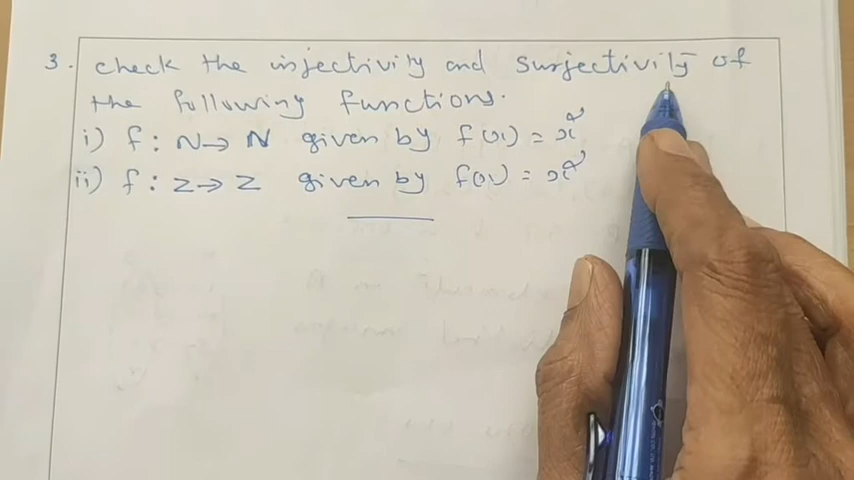 3. check the injectivity and surjectivity of
the following functions.
i) f : N→N given by f(x) = x²
ii) f : Z→Z given by f(x) = x²